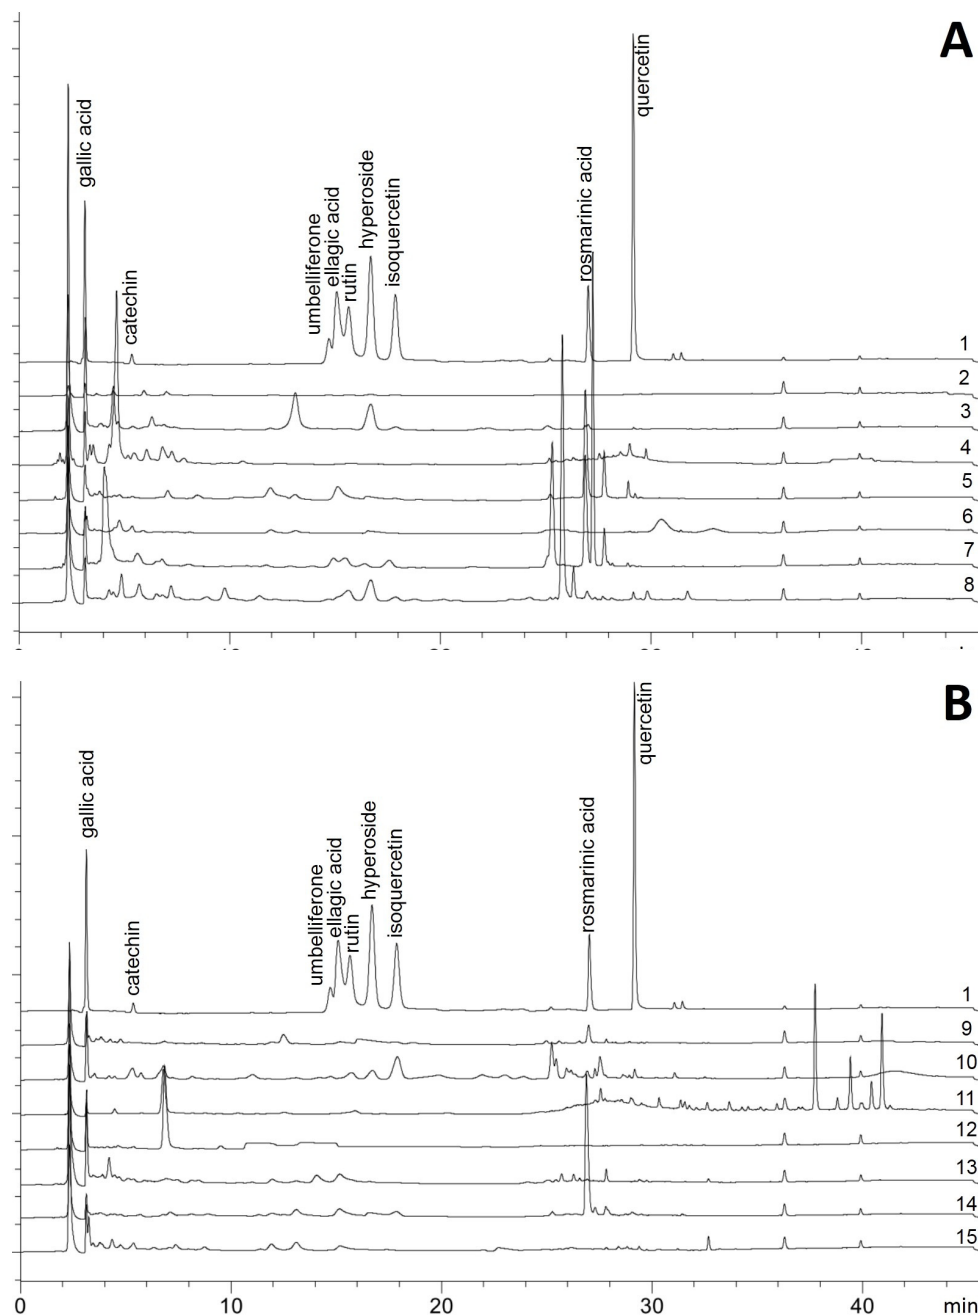 A
gallic acid
catechin
umbelliferone
ellagic acid
rutin
hyperoside
isoquercetin
rosmarinic acid
quercetin
1
2
3
4
5
6
7
8
B
gallic acid
catechin
umbelliferone
ellagic acid
rutin
hyperoside
isoquercetin
rosmarinic acid
quercetin
1
9
10
11
12
13
14
15
0 10 20 30 40 min